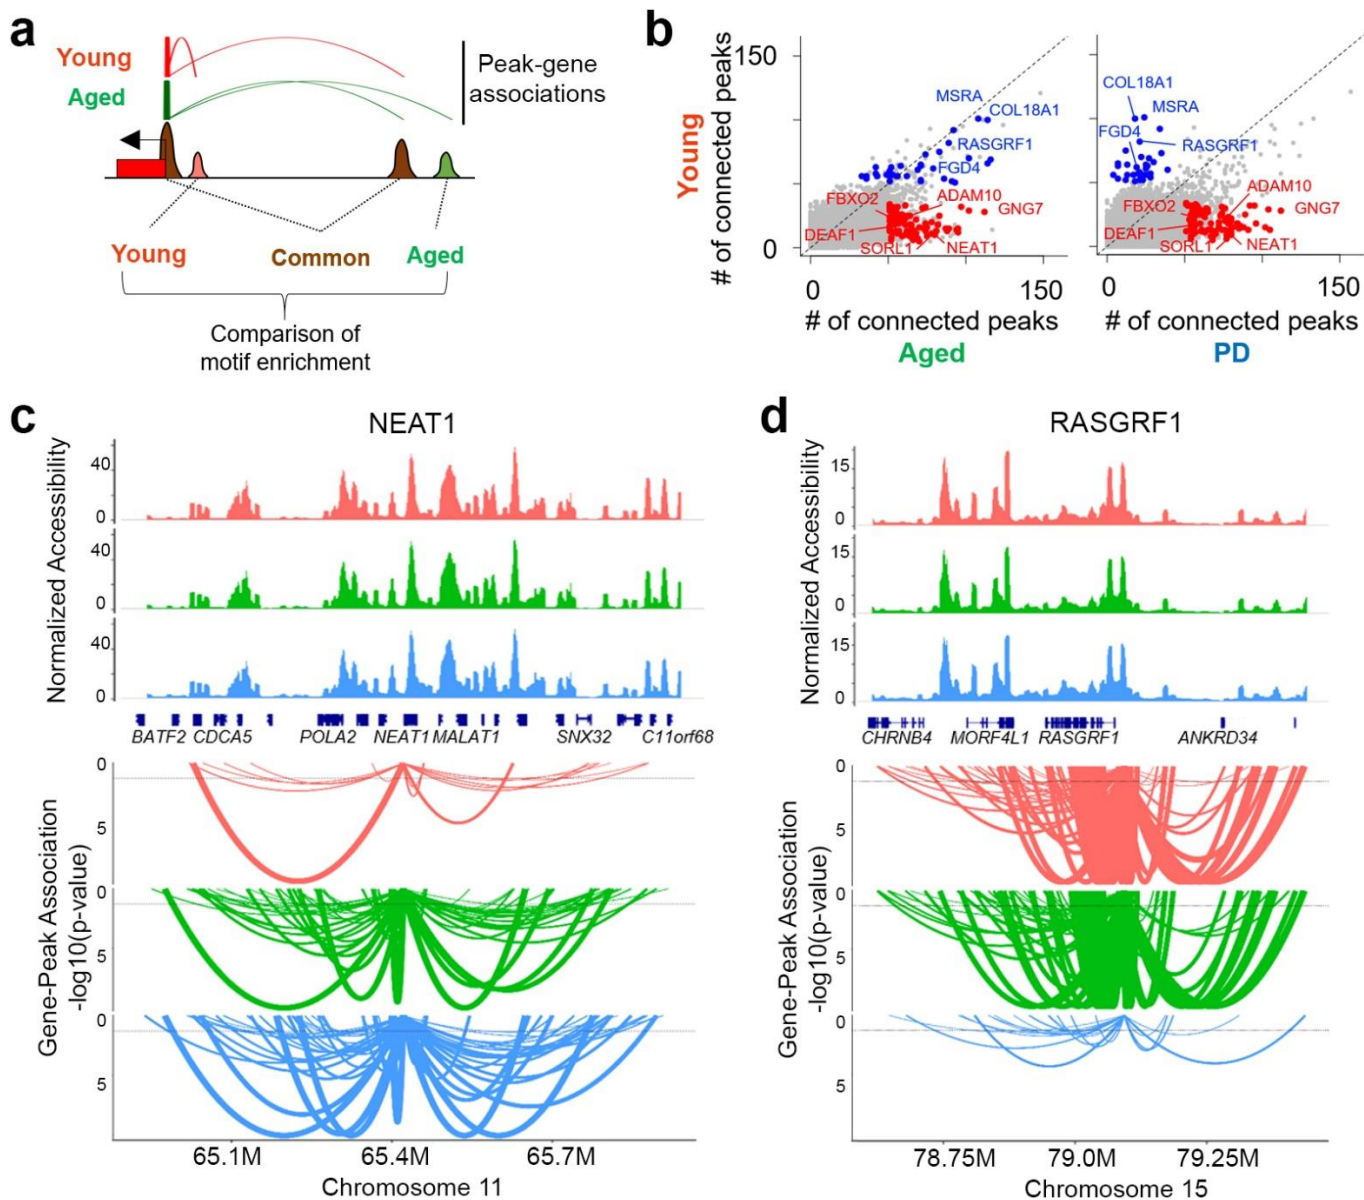 a
Young
Aged
Peak-gene
associations
Young
Common
Aged
Comparison of
motif enrichment
b
Young
# of connected peaks
150
0
MSRA
COL18A1
RASGRF1
FGD4
FBXO2
ADAM10
GNG7
DEAF1
SORL1
NEAT1
0
150
# of connected peaks
Aged
# of connected peaks
COL18A1
MSRA
FGD4
RASGRF1
ADAM10
FBXO2
GNG7
DEAF1
SORL1
NEAT1
0
150
# of connected peaks
PD
c
NEAT1
Normalized Accessibility
40
0
40
0
40
0
BATF2 CDCA5 POLA2 NEAT1 MALAT1 SNX32 C11orf68
Gene-Peak Association
-log10(p-value)
0
5
0
5
0
5
65.1M 65.4M 65.7M
Chromosome 11
d
RASGRF1
Normalized Accessibility
15
0
15
0
15
0
CHRNB4 MORF4L1 RASGRF1 ANKRD34
Gene-Peak Association
-log10(p-value)
0
5
0
5
0
5
78.75M 79.0M 79.25M
Chromosome 15